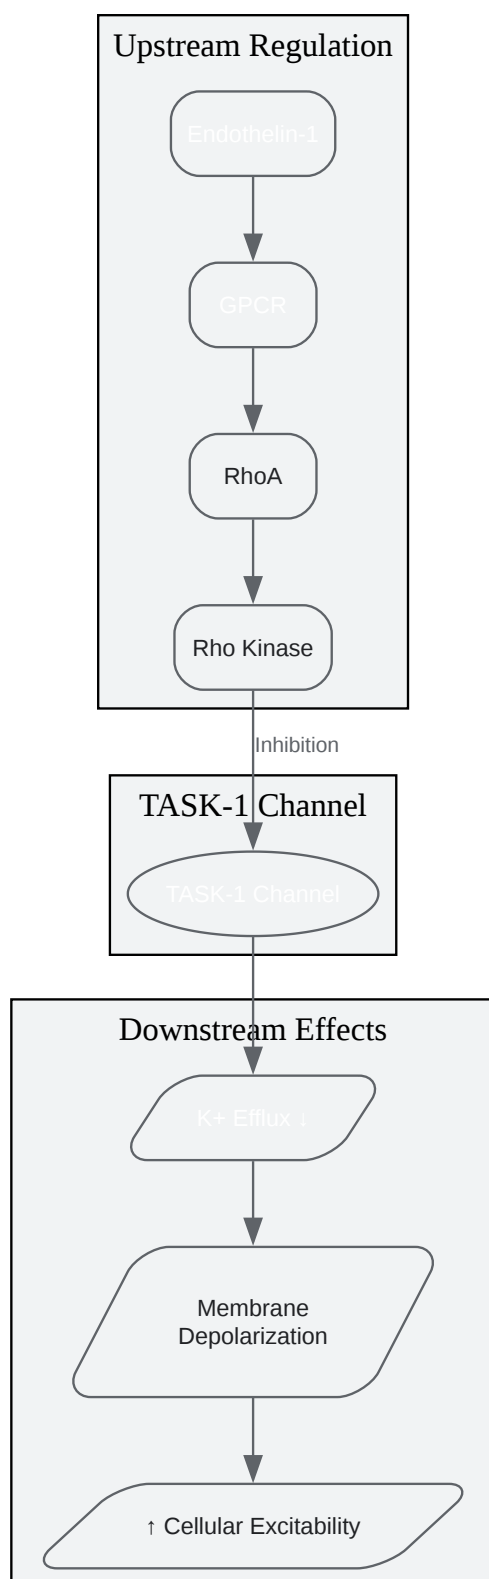 Upstream Regulation
Endothelin-1
GPCR
RhoA
Rho Kinase
Inhibition
TASK-1 Channel
TASK-1 Channel
Downstream Effects
K+ Efflux ↓
Membrane
Depolarization
↑ Cellular Excitability